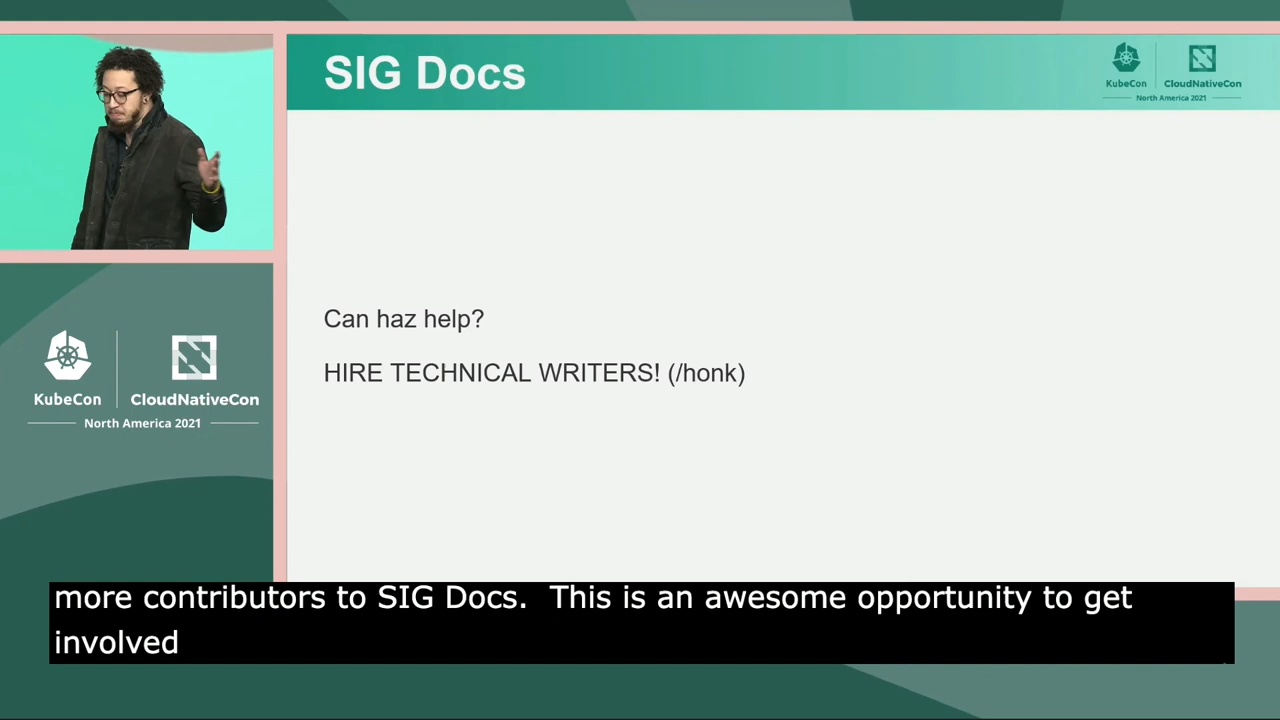 SIG Docs
KubeCon
CloudNativeCon
North America 2021
Can haz help?
HIRE TECHNICAL WRITERS! (/honk)
KubeCon
CloudNativeCon
North America 2021
more contributors to SIG Docs.  This is an awesome opportunity to get
involved